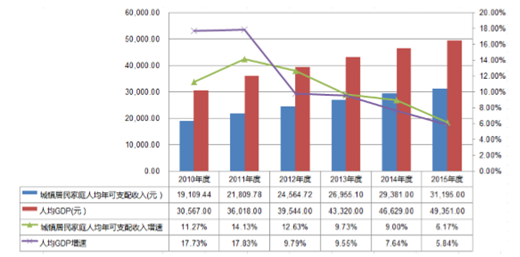 60,000.00 20.00%
50,000.00 18.00%
16.00%
40,000.00 14.00%
12.00%
30,000.00 10.00%
20,000.00 8.00%
6.00%
10,000.00 4.00%
2.00%
0.00 0.00%
2010年度 2011年度 2012年度 2013年度 2014年度 2015年度
城镇居民家庭人均年可支配收入(元) 19,109.44 21,809.78 24,564.72 26,955.10 29,381.00 31,195.00
人均GDP(元) 30,567.00 36,018.00 39,544.00 43,320.00 46,629.00 49,351.00
城镇居民家庭人均年可支配收入增速 11.27% 14.13% 12.63% 9.73% 9.00% 6.17%
人均GDP增速 17.73% 17.83% 9.79% 9.55% 7.64% 5.84%